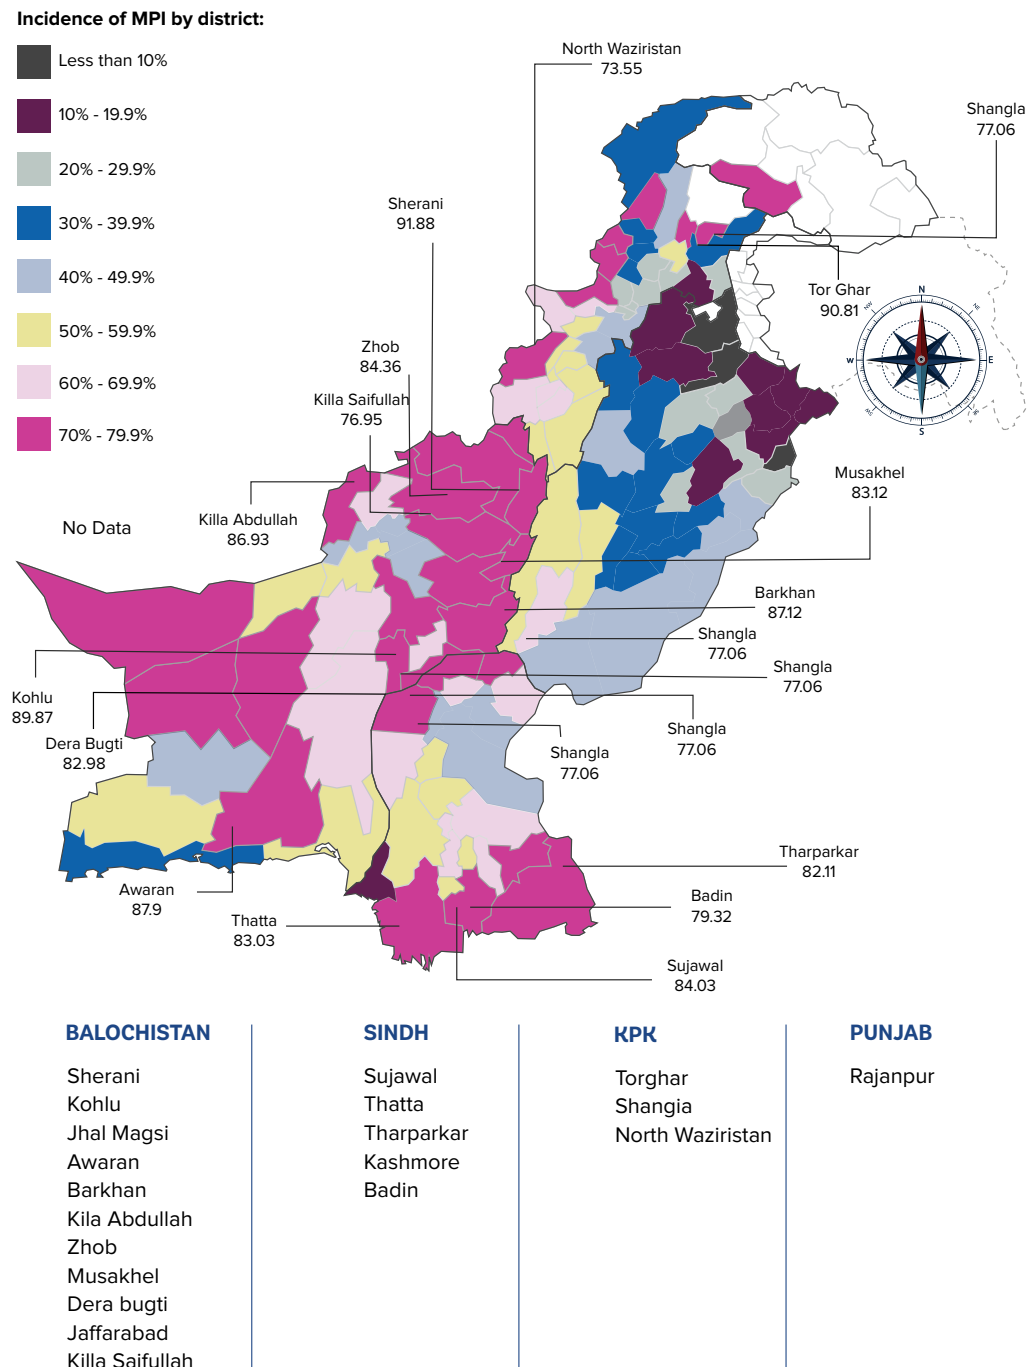 Incidence of MPI by district:
Less than 10%
10% - 19.9%
20% - 29.9%
30% - 39.9%
40% - 49.9%
50% - 59.9%
60% - 69.9%
70% - 79.9%
No Data
North Waziristan
73.55
Shangla
77.06
Sherani
91.88
Tor Ghar
90.81
N
NE
E
SE
S
SW
W
NW
Zhob
84.36
Killa Saifullah
76.95
Musakhel
83.12
Killa Abdullah
86.93
Barkhan
87.12
Shangla
77.06
Shangla
77.06
Kohlu
89.87
Dera Bugti
82.98
Shangla
77.06
Shangla
77.06
Tharparkar
82.11
Awaran
87.9
Badin
79.32
Thatta
83.03
Sujawal
84.03
BALOCHISTAN
Sherani
Kohlu
Jhal Magsi
Awaran
Barkhan
Kila Abdullah
Zhob
Musakhel
Dera bugti
Jaffarabad
Killa Saifullah
SINDH
Sujawal
Thatta
Tharparkar
Kashmore
Badin
KPK
Torghar
Shangia
North Waziristan
PUNJAB
Rajanpur